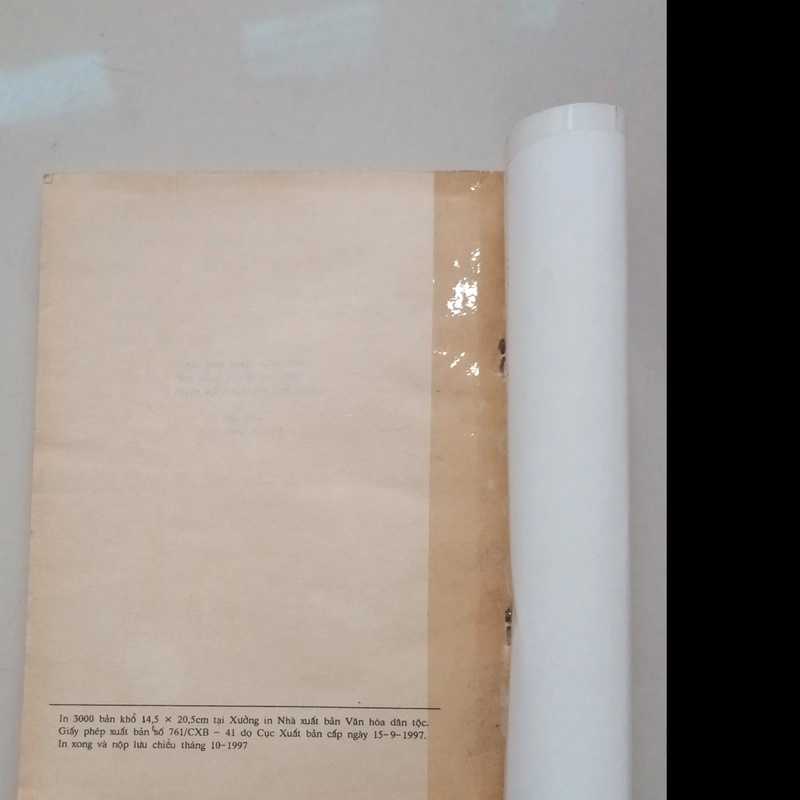 In 3000 bản khổ 14,5 × 20,5cm tại Xưởng in Nhà xuất bản Văn hóa dân tộc.
Giấy phép xuất bản số 761/CXB - 41 dọ Cục Xuất bản cấp ngày 15-9-1997.
In xong và nộp lưu chiểu tháng 10-1997